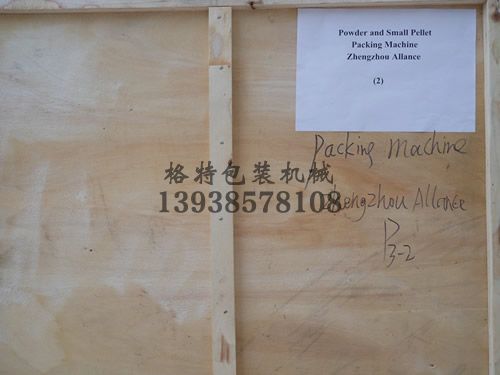 Powder and Small Pellet
Packing Machine
Zhengzhou Allance
(2)
Packing Machine
格特包装机械
13938578108
Zhengzhou Allance
P3-2